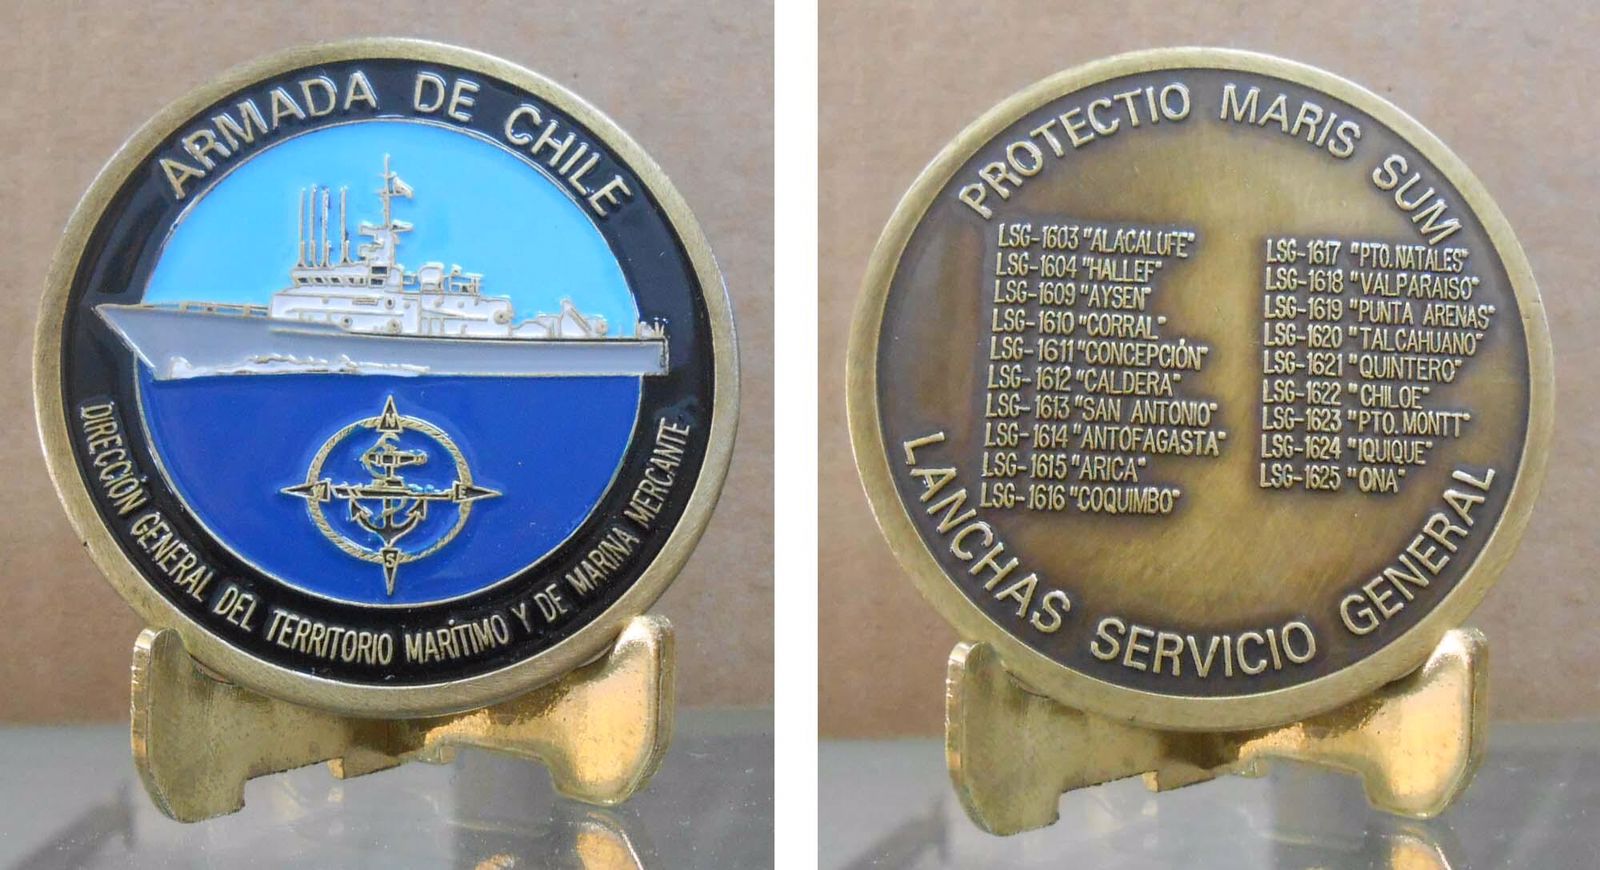 ARMADA DE CHILE
N
W E
S
DIRECCIÓN GENERAL DEL TERRITORIO MARÍTIMO Y DE MARINA MERCANTE
PROTECTIO MARIS SUM
LSG-1603 "ALACALUFE"
LSG-1604 "HALLEF"
LSG-1609 "AYSEN"
LSG-1610 "CORRAL"
LSG-1611 "CONCEPCIÓN"
LSG-1612 "CALDERA"
LSG-1613 "SAN ANTONIO"
LSG-1614 "ANTOFAGASTA"
LSG-1615 "ARICA"
LSG-1616 "COQUIMBO"
LSG-1617 "PTO. NATALES"
LSG-1618 "VALPARAISO"
LSG-1619 "PUNTA ARENAS"
LSG-1620 "TALCAHUANO"
LSG-1621 "QUINTERO"
LSG-1622 "CHILOE"
LSG-1623 "PTO. MONTT"
LSG-1624 "IQUIQUE"
LSG-1625 "ONA"
LANCHAS SERVICIO GENERAL